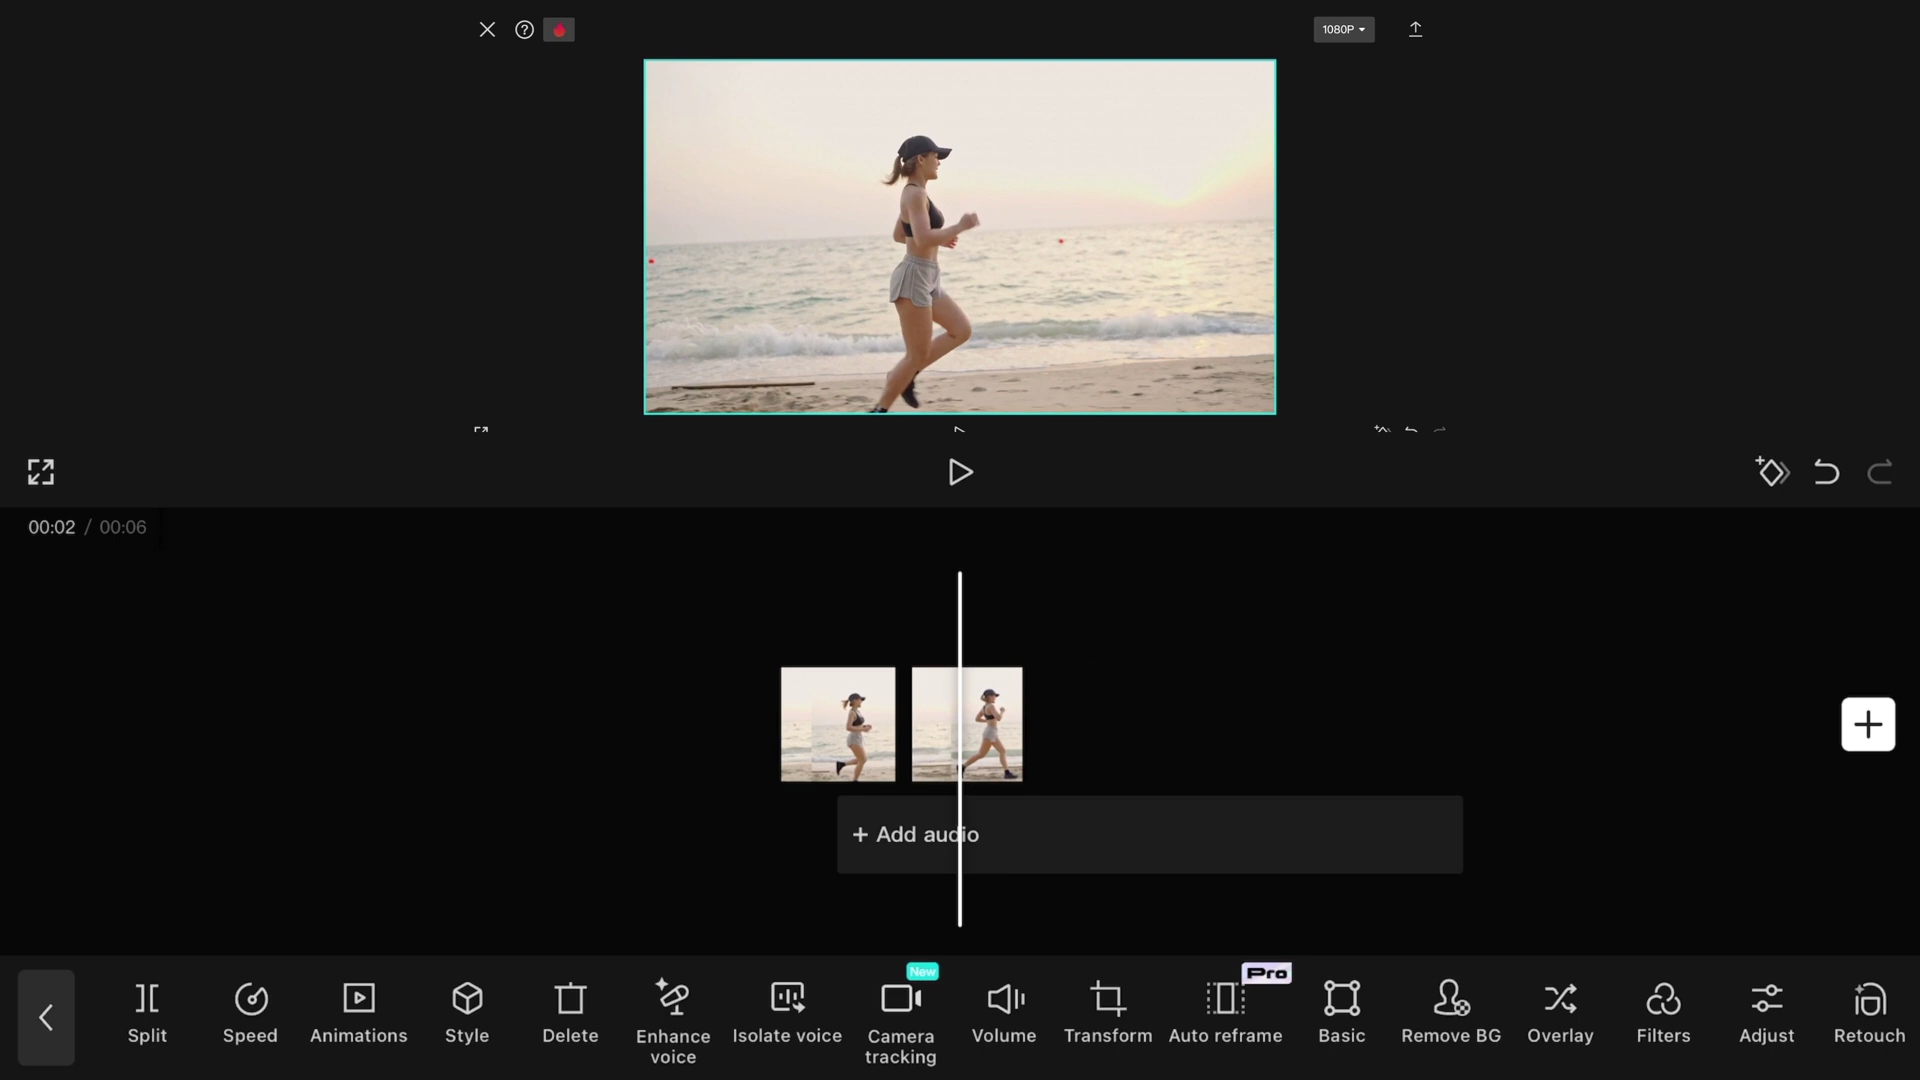 1080P
00:02 / 00:06
+ Add audio
New
Pro
Split
Speed
Animations
Style
Delete
Enhance
voice
Isolate voice
Camera
tracking
Volume
Transform
Auto reframe
Basic
Remove BG
Overlay
Filters
Adjust
Retouch